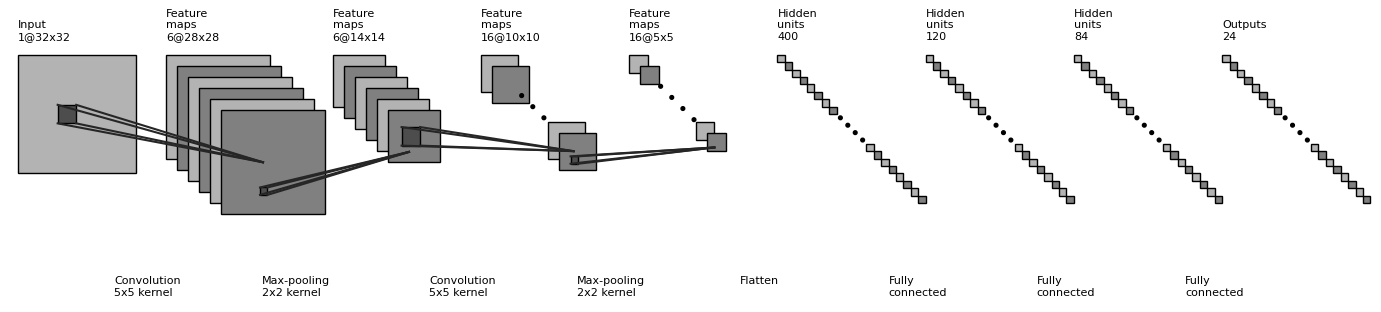 Input
1@32x32
Feature
maps
6@28x28
Feature
maps
6@14x14
Feature
maps
16@10x10
Feature
maps
16@5x5
Hidden
units
400
Hidden
units
120
Hidden
units
84
Outputs
24
Convolution
5x5 kernel
Max-pooling
2x2 kernel
Convolution
5x5 kernel
Max-pooling
2x2 kernel
Flatten
Fully
connected
Fully
connected
Fully
connected